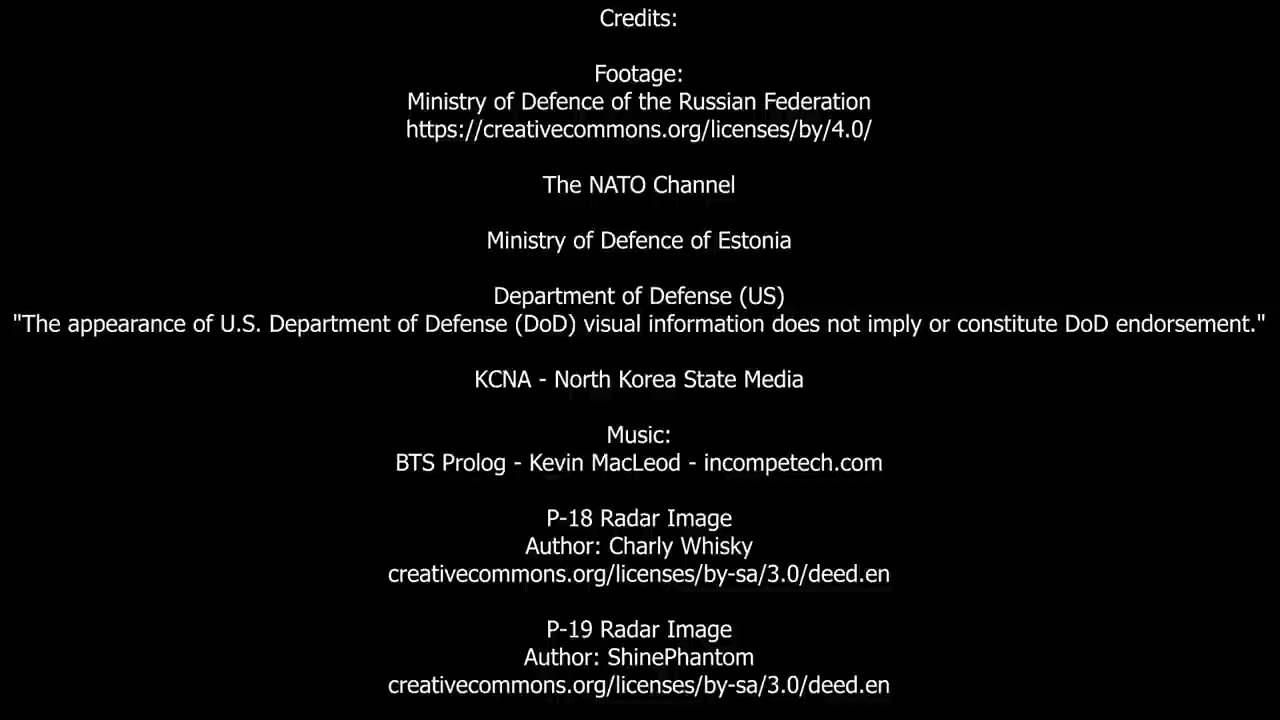 Credits:
Footage:
Ministry of Defence of the Russian Federation
https://creativecommons.org/licenses/by/4.0/
The NATO Channel
Ministry of Defence of Estonia
Department of Defense (US)
"The appearance of U.S. Department of Defense (DoD) visual information does not imply or constitute DoD endorsement."
KCNA - North Korea State Media
Music:
BTS Prolog - Kevin MacLeod - incompetech.com
P-18 Radar Image
Author: Charly Whisky
creativecommons.org/licenses/by-sa/3.0/deed.en
P-19 Radar Image
Author: ShinePhantom
creativecommons.org/licenses/by-sa/3.0/deed.en